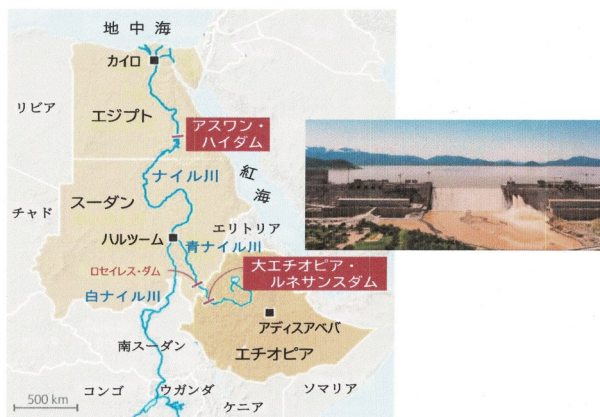 地中海
カイロ
リビア
エジプト
アスワン・
ハイダム
ナイル川
紅海
スーダン
チャド
エリトリア
ハルツーム
青ナイル川
ロセイレス・ダム
大エチオピア・
ルネサンスダム
白ナイル川
アディスアベバ
南スーダン
エチオピア
500 km
コンゴ
ウガンダ
ソマリア
ケニア